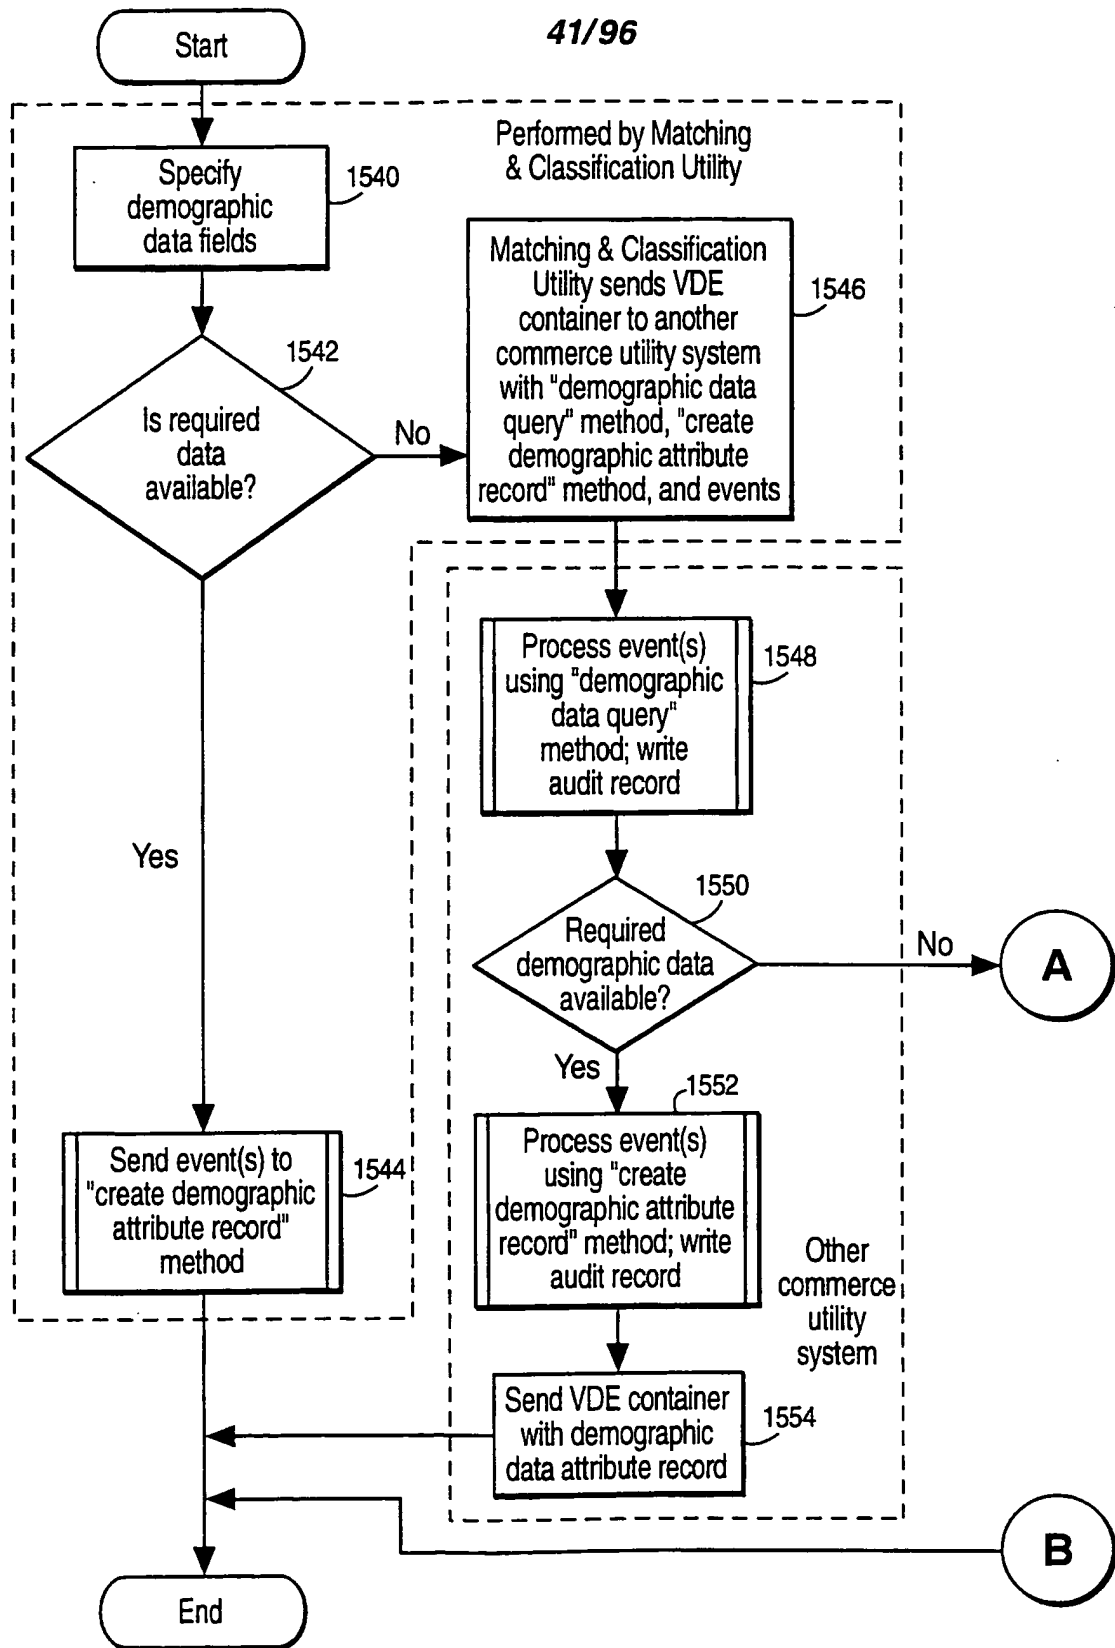 41/96
Start
Performed by Matching
& Classification Utility
Specify
demographic
data fields
1540
Matching & Classification
Utility sends VDE
container to another
commerce utility system
with "demographic data
query" method, "create
demographic attribute
record" method, and events
1546
1542
Is required
data
available?
No
Yes
Process event(s)
using "demographic
data query"
method; write
audit record
1548
1550
Required
demographic data
available?
No
A
Yes
1552
Process event(s)
using "create
demographic attribute
record" method; write
audit record
Send event(s) to
"create demographic
attribute record"
method
1544
Other
commerce
utility
system
Send VDE container
with demographic
data attribute record
1554
B
End